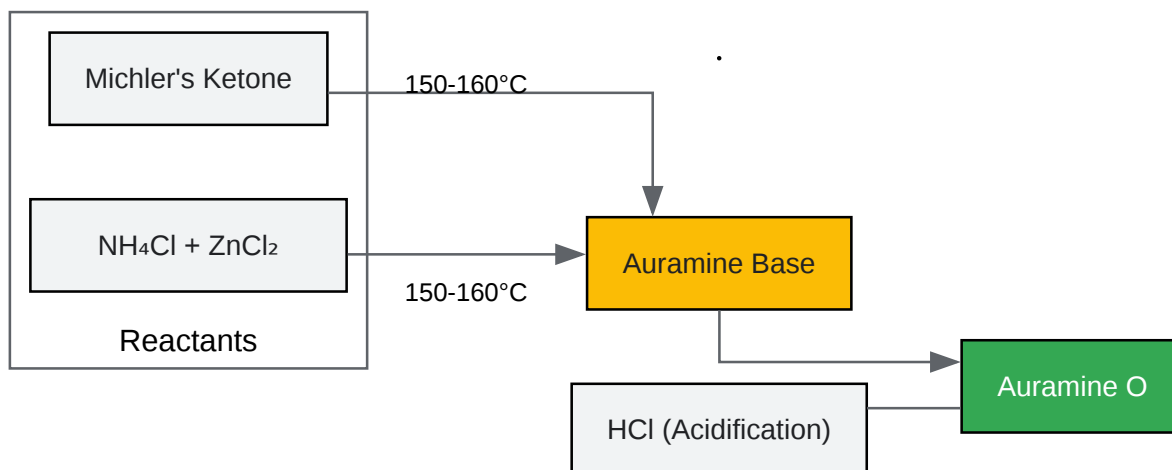 Michler's Ketone
150-160°C
NH₄Cl + ZnCl₂
150-160°C
Reactants
Auramine Base
Auramine O
HCl (Acidification)